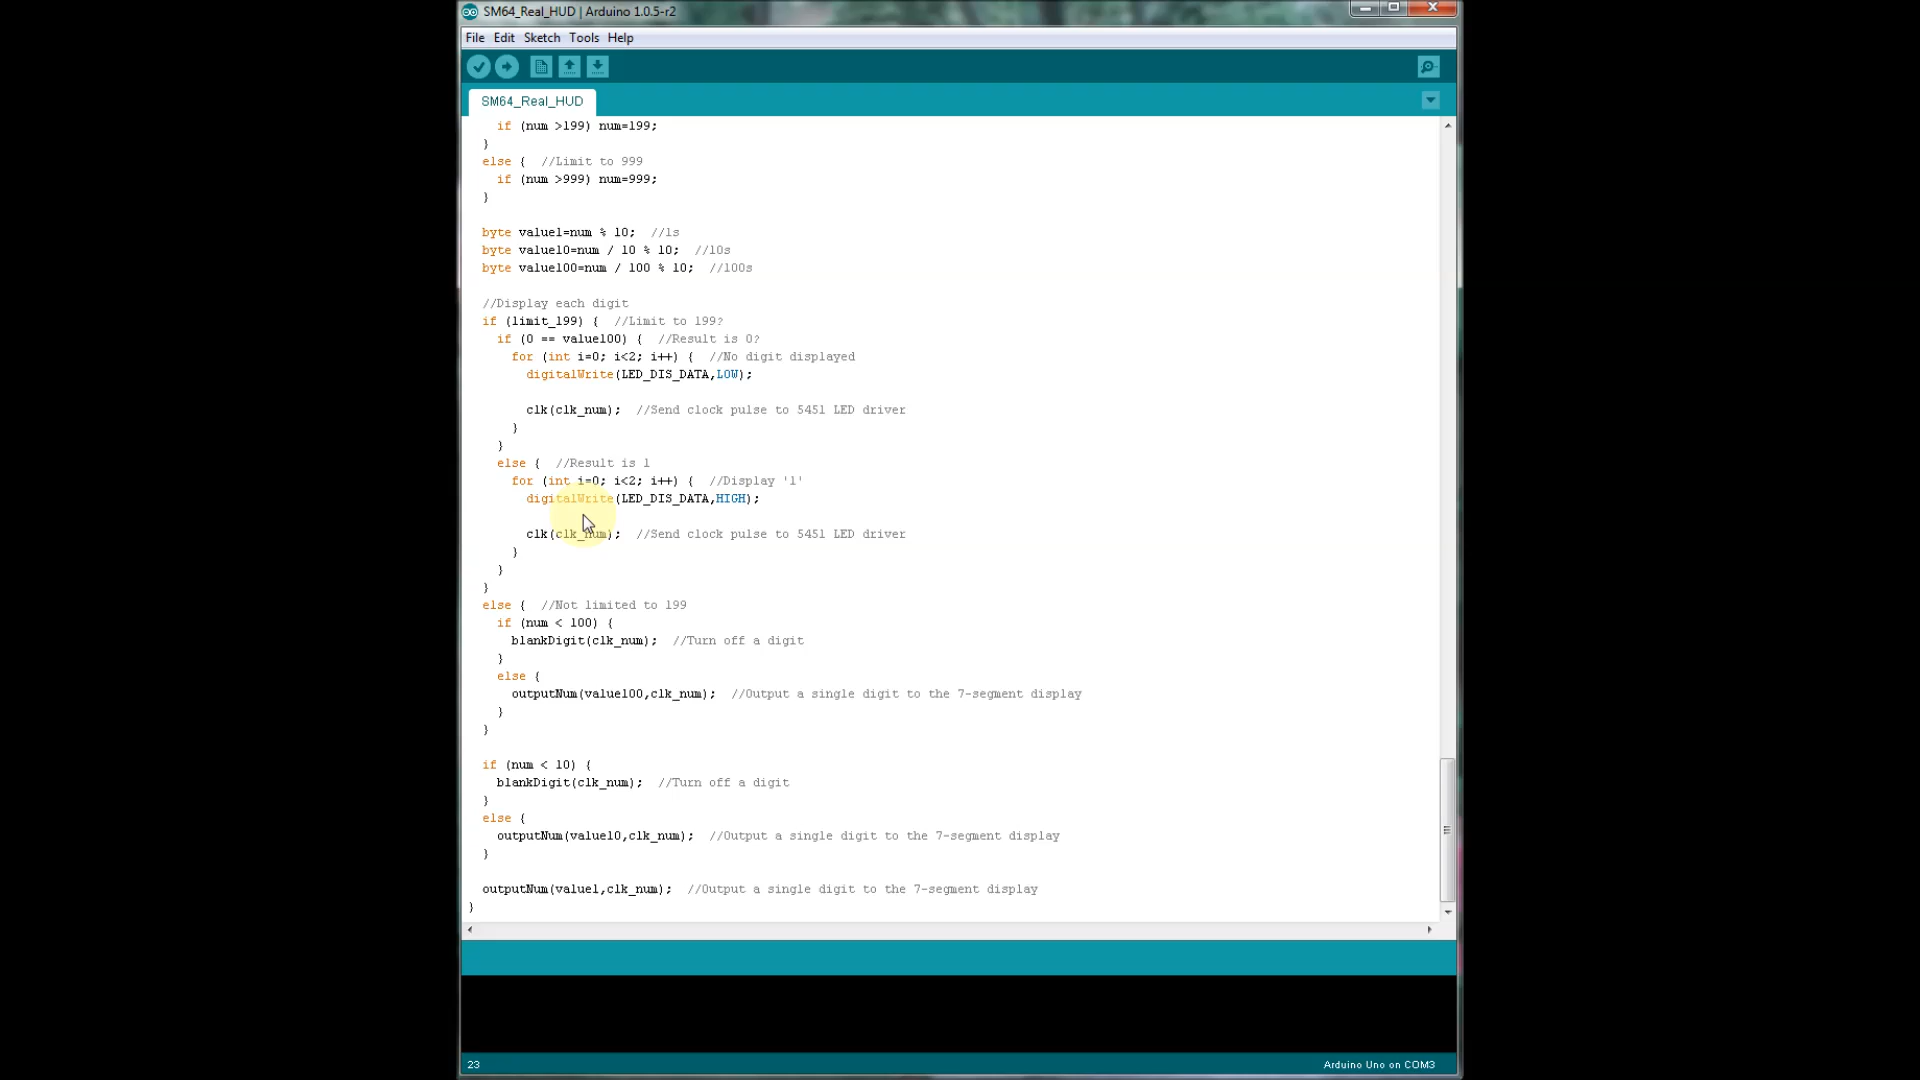 SM64_Real_HUD | Arduino 1.0.5-r2
File Edit Sketch Tools Help
SM64_Real_HUD
if (num >199) num=199;
}
else {  //Limit to 999
if (num >999) num=999;
}
byte value1=num % 10;  //1s
byte value10=num / 10 % 10;  //10s
byte value100=num / 100 % 10;  //100s
//Display each digit
if (limit_199) {  //Limit to 199?
if (0 == value100) {  //Result is 0?
for (int i=0; i<2; i++) {  //No digit displayed
digitalWrite(LED_DIS_DATA,LOW);
clk(clk_num);  //Send clock pulse to 5451 LED driver
}
}
else {  //Result is 1
for (int i=0; i<2; i++) {  //Display '1'
digitalWrite(LED_DIS_DATA,HIGH);
clk(clk_num);  //Send clock pulse to 5451 LED driver
}
}
}
else {  //Not limited to 199
if (num < 100) {
blankDigit(clk_num);  //Turn off a digit
}
else {
outputNum(value100,clk_num);  //Output a single digit to the 7-segment display
}
}
if (num < 10) {
blankDigit(clk_num);  //Turn off a digit
}
else {
outputNum(value10,clk_num);  //Output a single digit to the 7-segment display
}
outputNum(value1,clk_num);  //Output a single digit to the 7-segment display
}
23
Arduino Uno on COM3